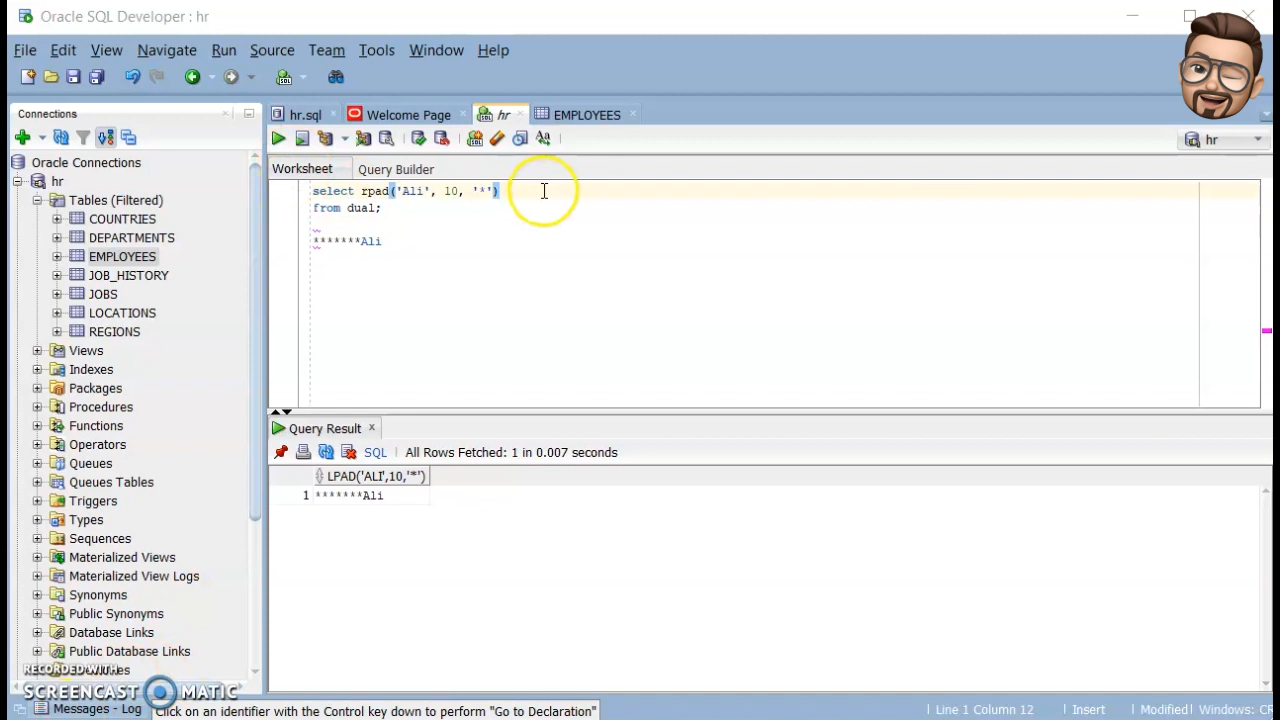 Oracle SQL Developer : hr
File Edit View Navigate Run Source Team Tools Window Help
Connections
hr.sql Welcome Page hr EMPLOYEES
hr
Worksheet Query Builder
Oracle Connections
hr
Tables (Filtered)
COUNTRIES
DEPARTMENTS
EMPLOYEES
JOB_HISTORY
JOBS
LOCATIONS
REGIONS
Views
Indexes
Packages
Procedures
Functions
Operators
Queues
Queues Tables
Triggers
Types
Sequences
Materialized Views
Materialized View Logs
Synonyms
Public Synonyms
Database Links
Public Database Links
select rpad('Ali', 10, '*')
from dual;
*******Ali
Query Result
SQL All Rows Fetched: 1 in 0.007 seconds
LPAD('ALI',10,'*')
1 *******Ali
RECORDED WITH
SCREENCAST MATIC
Messages - Log
Click on an identifier with the Control key down to perform "Go to Declaration"
Line 1 Column 12 Insert Modified Windows: CR